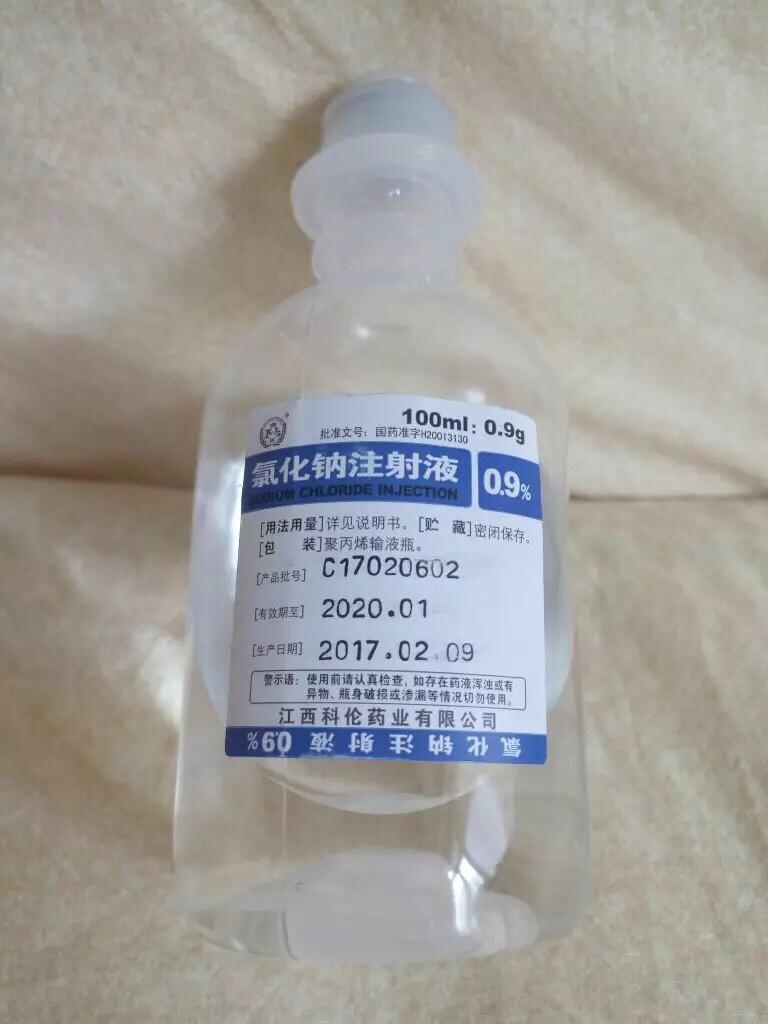 100ml：0.9g
批准文号：国药准字H20013130
氯化钠注射液 0.9%
SODIUM CHLORIDE INJECTION
[用法用量]详见说明书。[贮 藏]密闭保存。
[包 装]聚丙烯输液瓶。
[产品批号] C17020602
[有效期至] 2020.01
[生产日期] 2017.02.09
警示语：使用前请认真检查，如存在药液浑浊或有
异物、瓶身破损或渗漏等情况切勿使用。
江西科伦药业有限公司
氯化钠注射液 0.9%